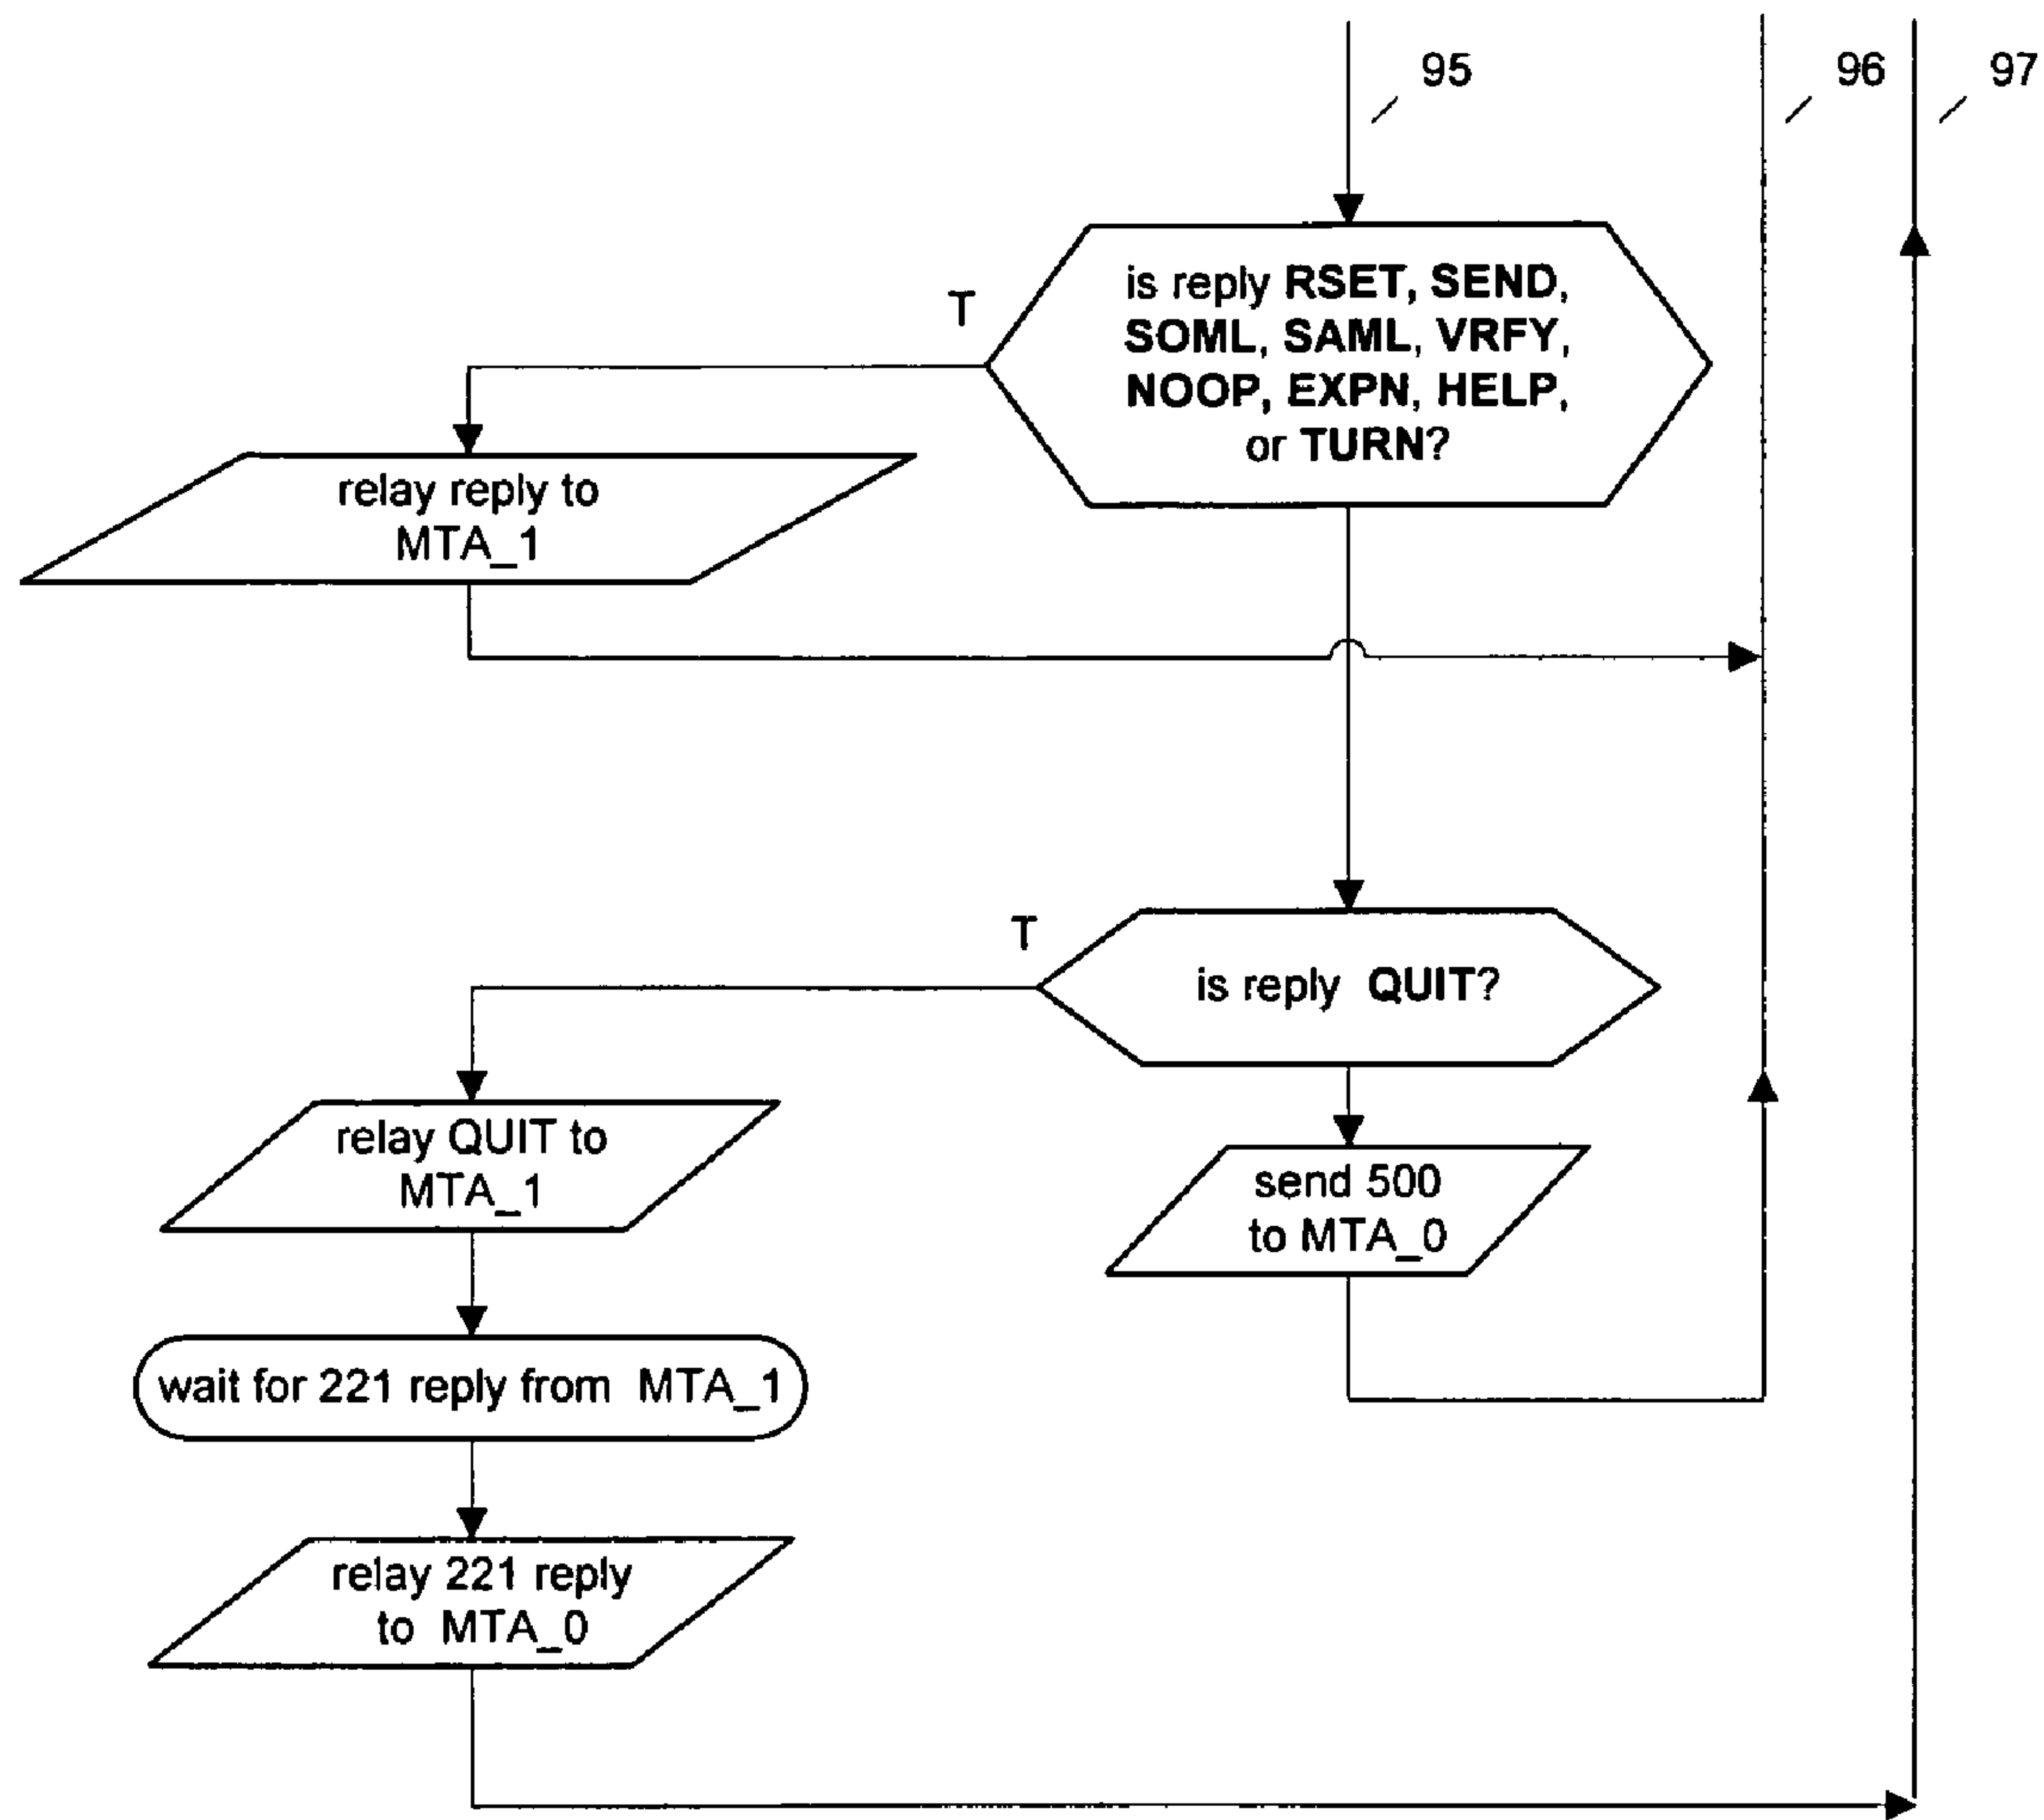 95
96
97
T
is reply RSET, SEND,
SOML, SAML, VRFY,
NOOP, EXPN, HELP,
or TURN?
relay reply to
MTA_1
T
is reply QUIT?
relay QUIT to
MTA_1
send 500
to MTA_0
wait for 221 reply from MTA_1
relay 221 reply
to MTA_0